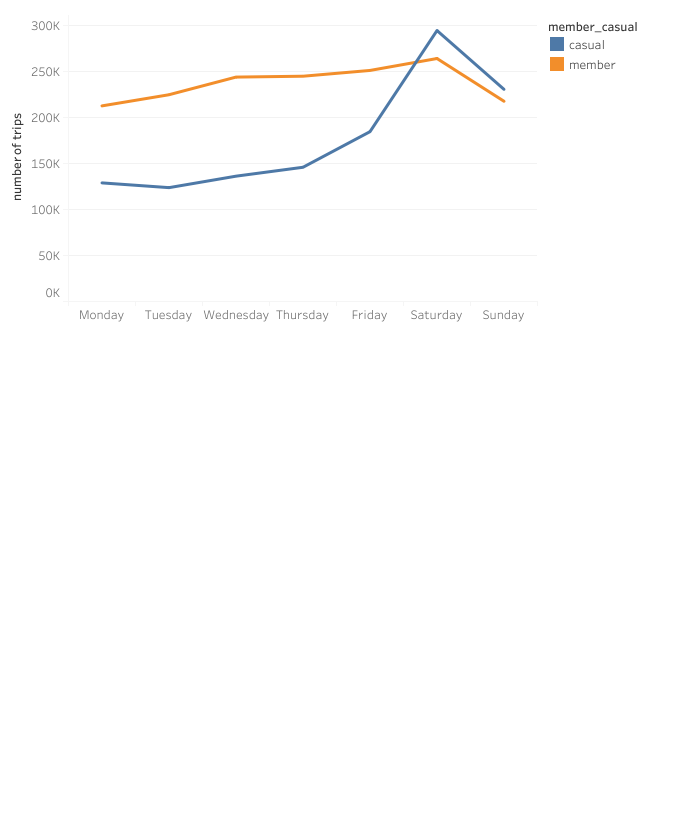 300K
250K
200K
150K
100K
50K
0K
number of trips
Monday Tuesday Wednesday Thursday Friday Saturday Sunday
member_casual
casual
member